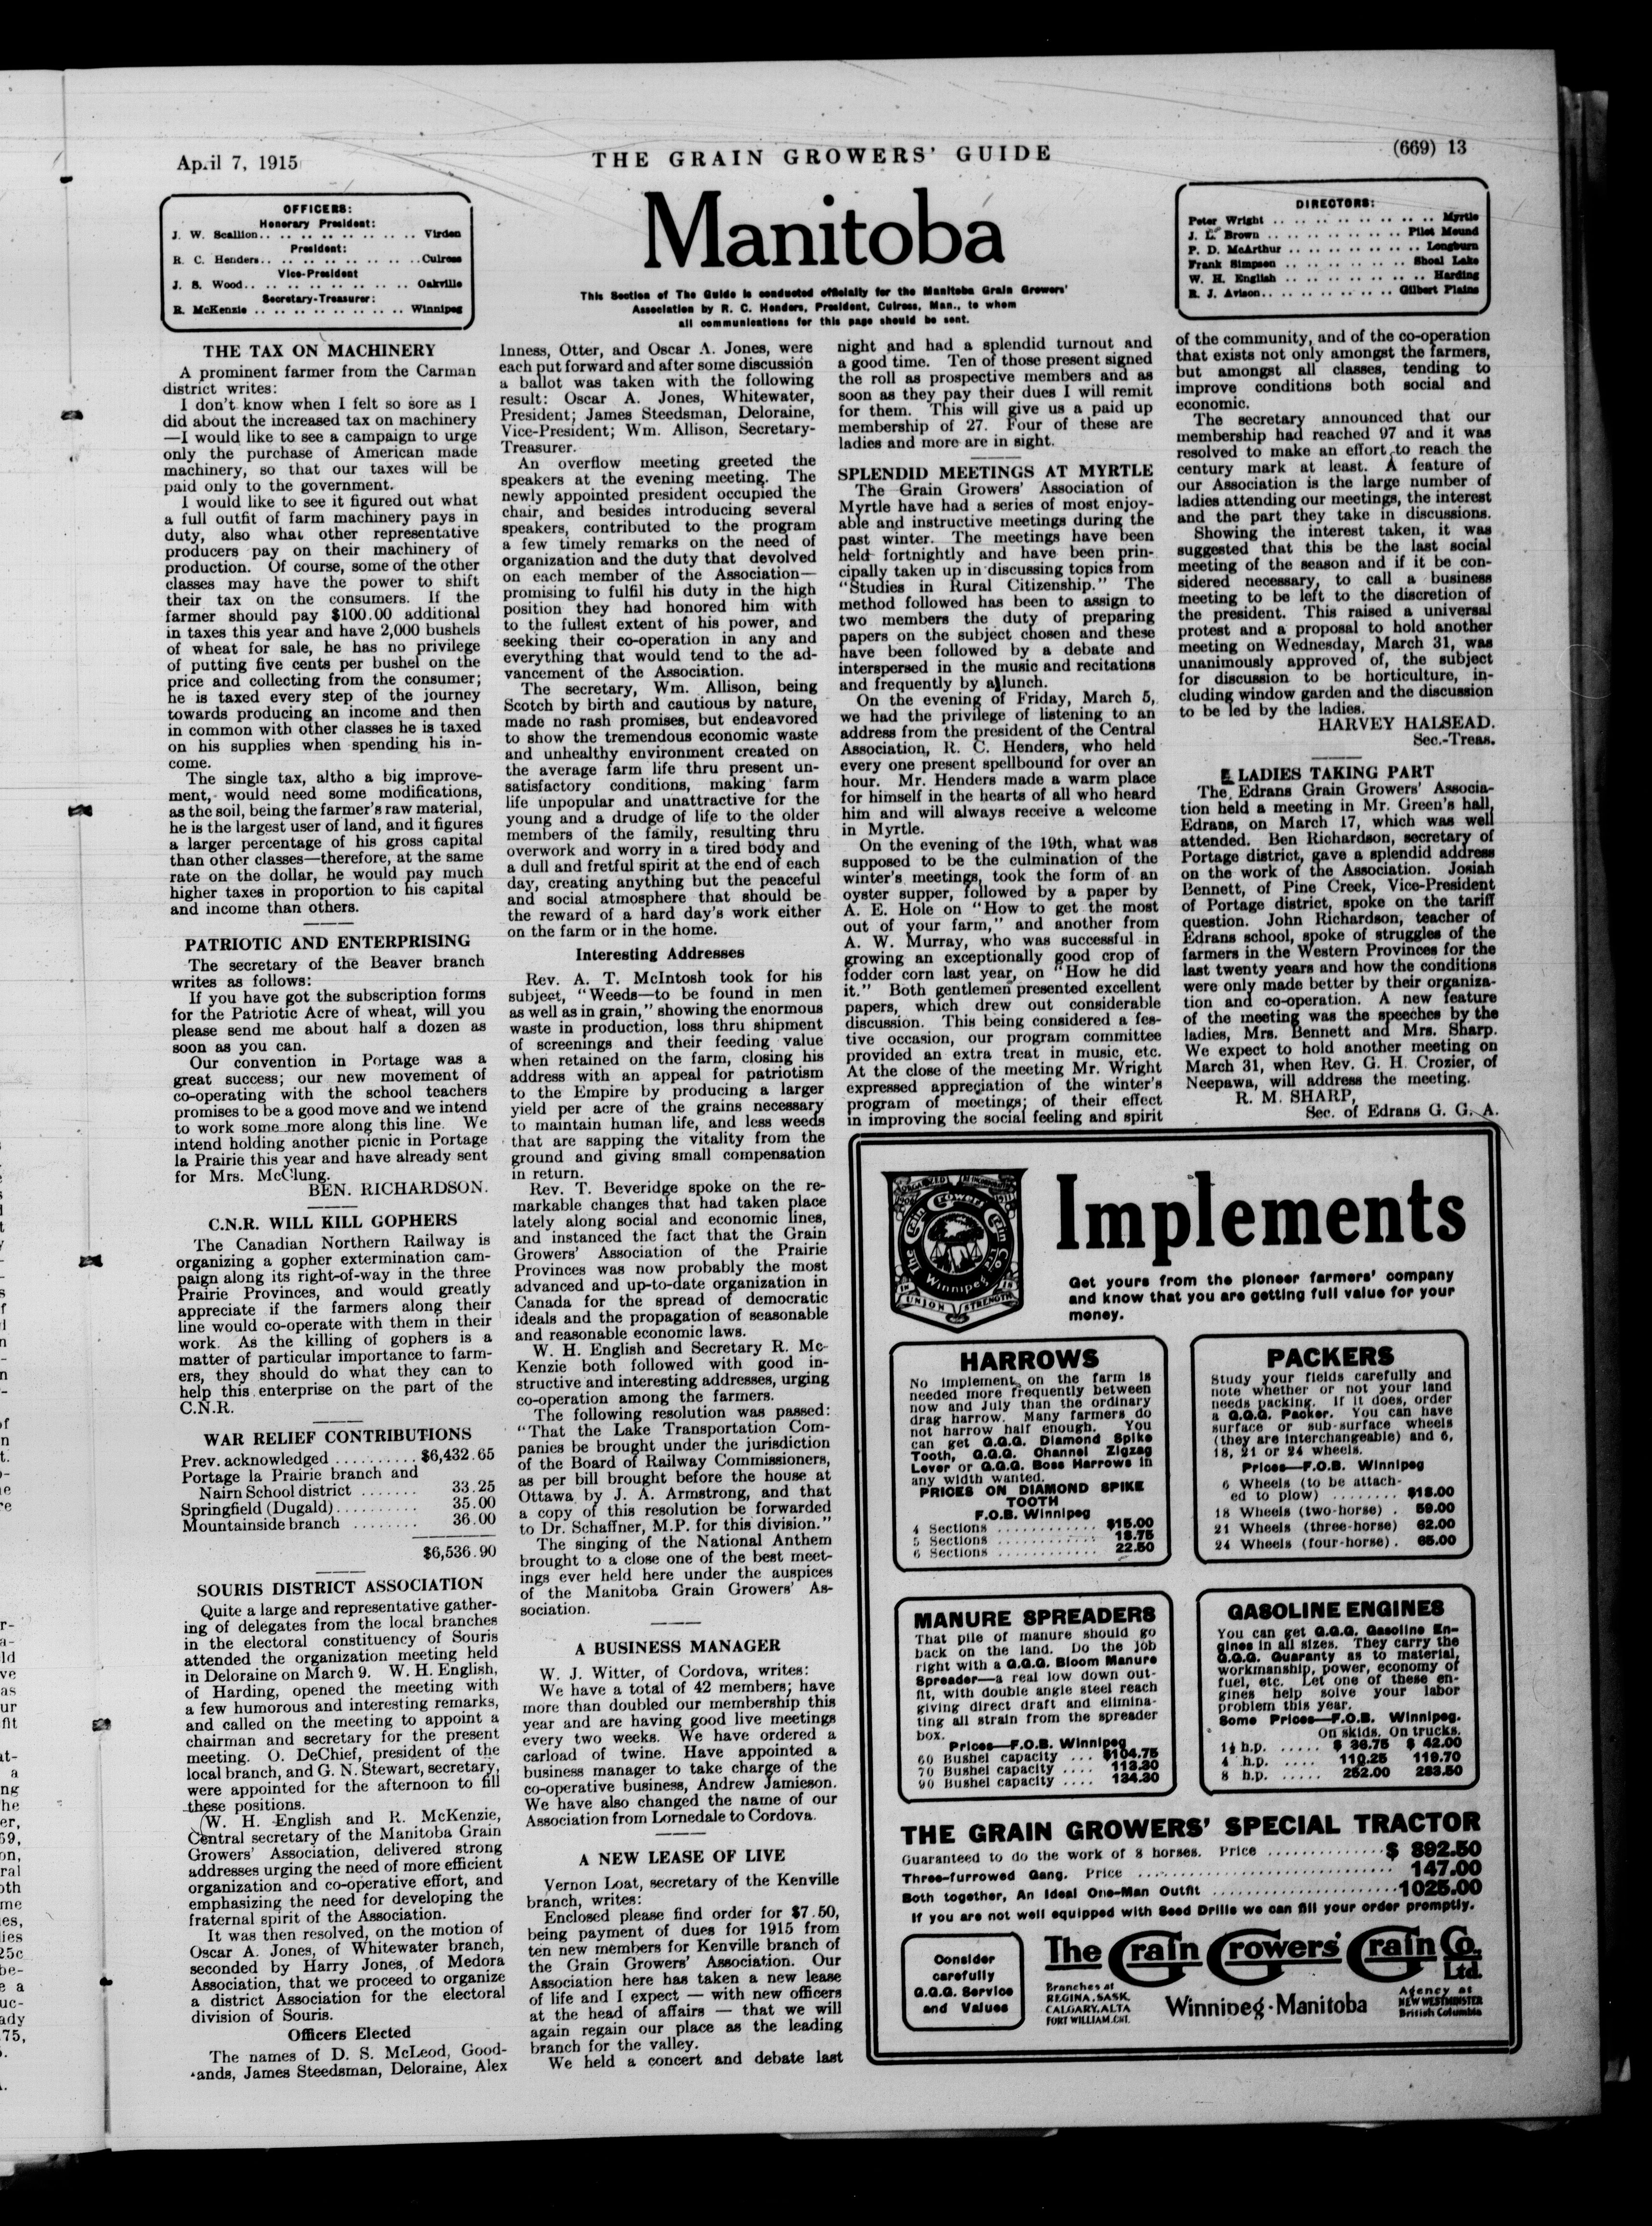 April 7, 1915
THE GRAIN GROWERS' GUIDE
(669) 13
OFFICERS:
Honorary President:
J. W. Scallion.. .. .. .. .. .. .. .. .. Virden
President:
R. C. Henders.. .. .. .. .. .. .. .. ..Culross
Vice-President
J. S. Wood.. .. .. .. .. .. .. .. .. Oakville
Secretary-Treasurer:
R. McKenzie .. .. .. .. .. .. .. .. Winnipeg
Manitoba
This Section of The Guide is conducted officially for the Manitoba Grain Growers'
Association by R. C. Henders, President, Culross, Man., to whom
all communications for this page should be sent.
DIRECTORS:
Peter Wright .. .. .. .. .. .. .. .. .. Myrtle
J. L. Brown .. .. .. .. .. .. .. .. Pilot Mound
P. D. McArthur .. .. .. .. .. .. .. .. Longburn
Frank Simpson .. .. .. .. .. .. .. Shoal Lake
W. H. English .. .. .. .. .. .. .. .. Harding
R. J. Avison.. .. .. .. .. .. .. .. Gilbert Plains
THE TAX ON MACHINERY
A prominent farmer from the Carman
district writes:
I don't know when I felt so sore as I
did about the increased tax on machinery
—I would like to see a campaign to urge
only the purchase of American made
machinery, so that our taxes will be
paid only to the government.
I would like to see it figured out what
a full outfit of farm machinery pays in
duty, also what other representative
producers pay on their machinery of
production. Of course, some of the other
classes may have the power to shift
their tax on the consumers. If the
farmer should pay $100.00 additional
in taxes this year and have 2,000 bushels
of wheat for sale, he has no privilege
of putting five cents per bushel on the
price and collecting from the consumer;
he is taxed every step of the journey
towards producing an income and then
in common with other classes he is taxed
on his supplies when spending his in-
come.
The single tax, altho a big improve-
ment, would need some modifications,
as the soil, being the farmer's raw material,
he is the largest user of land, and it figures
a larger percentage of his gross capital
than other classes—therefore, at the same
rate on the dollar, he would pay much
higher taxes in proportion to his capital
and income than others.
PATRIOTIC AND ENTERPRISING
The secretary of the Beaver branch
writes as follows:
If you have got the subscription forms
for the Patriotic Acre of wheat, will you
please send me about half a dozen as
soon as you can.
Our convention in Portage was a
great success; our new movement of
co-operating with the school teachers
promises to be a good move and we intend
to work some more along this line. We
intend holding another picnic in Portage
la Prairie this year and have already sent
for Mrs. McClung.
BEN. RICHARDSON.
C.N.R. WILL KILL GOPHERS
The Canadian Northern Railway is
organizing a gopher extermination cam-
paign along its right-of-way in the three
Prairie Provinces, and would greatly
appreciate if the farmers along their
line would co-operate with them in their
work. As the killing of gophers is a
matter of particular importance to farm-
ers, they should do what they can to
help this enterprise on the part of the
C.N.R.
WAR RELIEF CONTRIBUTIONS
Prev. acknowledged .......... $6,432.65
Portage la Prairie branch and
Nairn School district ....... 33.25
Springfield (Dugald).......... 35.00
Mountainside branch ........ 36.00
$6,536.90
SOURIS DISTRICT ASSOCIATION
Quite a large and representative gather-
ing of delegates from the local branches
in the electoral constituency of Souris
attended the organization meeting held
in Deloraine on March 9. W. H. English,
of Harding, opened the meeting with
a few humorous and interesting remarks,
and called on the meeting to appoint a
chairman and secretary for the present
meeting. O. DeChief, president of the
local branch, and G. N. Stewart, secretary,
were appointed for the afternoon to fill
these positions.
W. H. English and R. McKenzie,
Central secretary of the Manitoba Grain
Growers' Association, delivered strong
addresses urging the need of more efficient
organization and co-operative effort, and
emphasizing the need for developing the
fraternal spirit of the Association.
It was then resolved, on the motion of
Oscar A. Jones, of Whitewater branch,
seconded by Harry Jones, of Medora
Association, that we proceed to organize
a district Association for the electoral
division of Souris.
Officers Elected
The names of D. S. McLeod, Good-
ands, James Steedsman, Deloraine, Alex
Inness, Otter, and Oscar A. Jones, were
each put forward and after some discussion
a ballot was taken with the following
result: Oscar A. Jones, Whitewater,
President; James Steedsman, Deloraine,
Vice-President; Wm. Allison, Secretary-
Treasurer.
An overflow meeting greeted the
speakers at the evening meeting. The
newly appointed president occupied the
chair, and besides introducing several
speakers, contributed to the program
a few timely remarks on the need of
organization and the duty that devolved
on each member of the Association—
promising to fulfil his duty in the high
position they had honored him with
to the fullest extent of his power, and
seeking their co-operation in any and
everything that would tend to the ad-
vancement of the Association.
The secretary, Wm. Allison, being
Scotch by birth and cautious by nature,
made no rash promises, but endeavored
to show the tremendous economic waste
and unhealthy environment created on
the average farm life thru present un-
satisfactory conditions, making farm
life unpopular and unattractive for the
young and a drudge of life to the older
members of the family, resulting thru
overwork and worry in a tired body and
a dull and fretful spirit at the end of each
day, creating anything but the peaceful
and social atmosphere that should be
the reward of a hard day's work either
on the farm or in the home.
Interesting Addresses
Rev. A. T. McIntosh took for his
subject, "Weeds—to be found in men
as well as in grain," showing the enormous
waste in production, loss thru shipment
of screenings and their feeding value
when retained on the farm, closing his
address with an appeal for patriotism
to the Empire by producing a larger
yield per acre of the grains necessary
to maintain human life, and less weeds
that are sapping the vitality from the
ground and giving small compensation
in return.
Rev. T. Beveridge spoke on the re-
markable changes that had taken place
lately along social and economic lines,
and instanced the fact that the Grain
Growers' Association of the Prairie
Provinces was now probably the most
advanced and up-to-date organization in
Canada for the spread of democratic
ideals and the propagation of seasonable
and reasonable economic laws.
W. H. English and Secretary R. Mc-
Kenzie both followed with good in-
structive and interesting addresses, urging
co-operation among the farmers.
The following resolution was passed:
"That the Lake Transportation Com-
panies be brought under the jurisdiction
of the Board of Railway Commissioners,
as per bill brought before the house at
Ottawa by J. A. Armstrong, and that
a copy of this resolution be forwarded
to Dr. Schaffner, M.P. for this division."
The singing of the National Anthem
brought to a close one of the best meet-
ings ever held here under the auspices
of the Manitoba Grain Growers' As-
sociation.
A BUSINESS MANAGER
W. J. Witter, of Cordova, writes:
We have a total of 42 members; have
more than doubled our membership this
year and are having good live meetings
every two weeks. We have ordered a
carload of twine. Have appointed a
business manager to take charge of the
co-operative business, Andrew Jamieson.
We have also changed the name of our
Association from Lornedale to Cordova.
A NEW LEASE OF LIVE
Vernon Loat, secretary of the Kenville
branch, writes:
Enclosed please find order for $7.50,
being payment of dues for 1915 from
ten new members for Kenville branch of
the Grain Growers' Association. Our
Association here has taken a new lease
of life and I expect — with new officers
at the head of affairs — that we will
again regain our place as the leading
branch for the valley.
We held a concert and debate last
night and had a splendid turnout and
a good time. Ten of those present signed
the roll as prospective members and as
soon as they pay their dues I will remit
for them. This will give us a paid up
membership of 27. Four of these are
ladies and more are in sight.
SPLENDID MEETINGS AT MYRTLE
The Grain Growers' Association of
Myrtle have had a series of most enjoy-
able and instructive meetings during the
past winter. The meetings have been
held fortnightly and have been prin-
cipally taken up in discussing topics from
"Studies in Rural Citizenship." The
method followed has been to assign to
two members the duty of preparing
papers on the subject chosen and these
have been followed by a debate and
interspersed in the music and recitations
and frequently by a lunch.
On the evening of Friday, March 5,
we had the privilege of listening to an
address from the president of the Central
Association, R. C. Henders, who held
every one present spellbound for over an
hour. Mr. Henders made a warm place
for himself in the hearts of all who heard
him and will always receive a welcome
in Myrtle.
On the evening of the 19th, what was
supposed to be the culmination of the
winter's meetings, took the form of an
oyster supper, followed by a paper by
A. E. Hole on "How to get the most
out of your farm," and another from
A. W. Murray, who was successful in
growing an exceptionally good crop of
fodder corn last year, on "How he did
it." Both gentlemen presented excellent
papers, which drew out considerable
discussion. This being considered a fes-
tive occasion, our program committee
provided an extra treat in music, etc.
At the close of the meeting Mr. Wright
expressed appreciation of the winter's
program of meetings; of their effect
in improving the social feeling and spirit
of the community, and of the co-operation
that exists not only amongst the farmers,
but amongst all classes, tending to
improve conditions both social and
economic.
The secretary announced that our
membership had reached 97 and it was
resolved to make an effort to reach the
century mark at least. A feature of
our Association is the large number of
ladies attending our meetings, the interest
and the part they take in discussions.
Showing the interest taken, it was
suggested that this be the last social
meeting of the season and if it be con-
sidered necessary, to call a business
meeting to be left to the discretion of
the president. This raised a universal
protest and a proposal to hold another
meeting on Wednesday, March 31, was
unanimously approved of, the subject
for discussion to be horticulture, in-
cluding window garden and the discussion
to be led by the ladies.
HARVEY HALSEAD.
Sec.-Treas.
LADIES TAKING PART
The Edrans Grain Growers' Associa-
tion held a meeting in Mr. Green's hall,
Edrans, on March 17, which was well
attended. Ben Richardson, secretary of
Portage district, gave a splendid address
on the work of the Association. Josiah
Bennett, of Pine Creek, Vice-President
of Portage district, spoke on the tariff
question. John Richardson, teacher of
Edrans school, spoke of struggles of the
farmers in the Western Provinces for the
last twenty years and how the conditions
were only made better by their organiza-
tion and co-operation. A new feature
of the meeting was the speeches by the
ladies, Mrs. Bennett and Mrs. Sharp.
We expect to hold another meeting on
March 31, when Rev. G. H. Crozier, of
Neepawa, will address the meeting.
R. M. SHARP,
Sec. of Edrans G. G. A.
The Grain Growers Grain Co Ltd
Winnipeg
UNION IS STRENGTH
Implements
Get yours from the pioneer farmers' company
and know that you are getting full value for your
money.
HARROWS
No implement on the farm is
needed more frequently between
now and July than the ordinary
drag harrow. Many farmers do
not harrow half enough. You
can get G.G.G. Diamond Spike
Tooth, G.G.G. Channel Zigzag
Lever or G.G.G. Boss Harrows in
any width wanted.
PRICES ON DIAMOND SPIKE
TOOTH
F.O.B. Winnipeg
4 Sections ............ $15.00
5 Sections ............ 18.75
6 Sections ............ 22.50
PACKERS
Study your fields carefully and
note whether or not your land
needs packing. If it does, order
a G.G.G. Packer. You can have
surface or sub-surface wheels
(they are interchangeable) and 6,
18, 21 or 24 wheels.
Prices—F.O.B. Winnipeg
6 Wheels (to be attach-
ed to plow) ........ $18.00
18 Wheels (two-horse) . 59.00
21 Wheels (three-horse) 62.00
24 Wheels (four-horse) . 65.00
MANURE SPREADERS
That pile of manure should go
back on the land. Do the job
right with a G.G.G. Bloom Manure
Spreader—a real low down out-
fit, with double angle steel reach
giving direct draft and elimina-
ting all strain from the spreader
box.
Prices—F.O.B. Winnipeg
60 Bushel capacity ... $104.75
70 Bushel capacity .... 113.30
90 Bushel capacity .... 134.30
GASOLINE ENGINES
You can get G.G.G. Gasoline En-
gines in all sizes. They carry the
G.G.G. Guaranty as to material,
workmanship, power, economy of
fuel, etc. Let one of these en-
gines help solve your labor
problem this year.
Some Prices—F.O.B. Winnipeg.
On skids. On trucks.
1½ h.p. ..... $ 36.75 $ 42.00
4 h.p. .... 110.25 119.70
8 h.p. ..... 252.00 283.50
THE GRAIN GROWERS' SPECIAL TRACTOR
Guaranteed to do the work of 8 horses. Price ..............$ 892.50
Three-furrowed Gang. Price .................................. 147.00
Both together, An Ideal One-Man Outfit ......................1025.00
If you are not well equipped with Seed Drills we can fill your order promptly.
Consider
carefully
G.G.G. Service
and Values
The Grain Growers' Grain Co.
Ltd.
Branches at
REGINA, SASK.
CALGARY, ALTA
FORT WILLIAM, ONT.
Winnipeg - Manitoba
Agency at
NEW WESTMINSTER
British Columbia